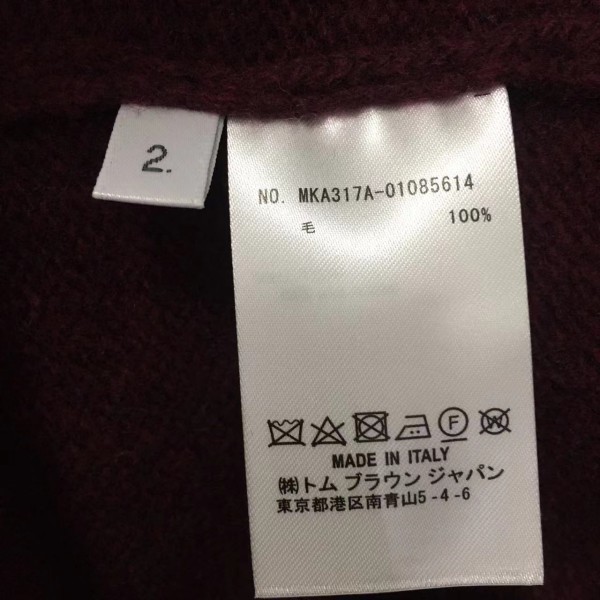 2.
NO. MKA317A-01085614
毛 100%
F W
MADE IN ITALY
㈱トム ブラウン ジャパン
東京都港区南青山5-4-6